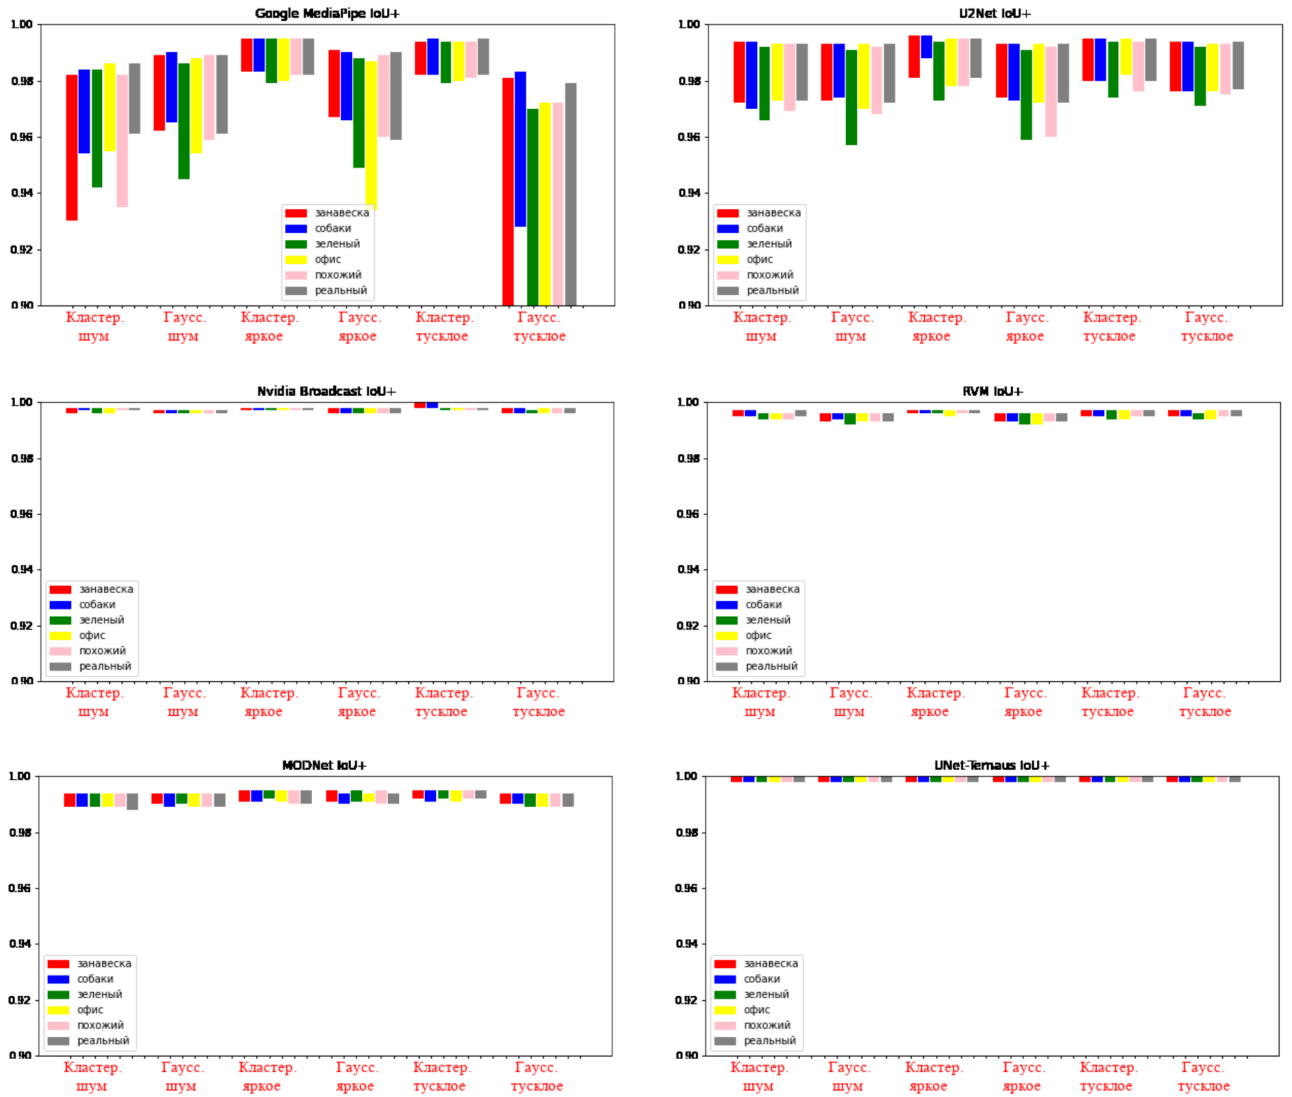 Google MediaPipe IoU+
1.00
0.98
0.96
0.94
0.92
0.90
занавеска
собаки
зеленый
офис
похожий
реальный
Кластер. Гаусс. Кластер. Гаусс. Кластер. Гаусс.
шум шум яркое яркое тусклое тусклое
U2Net IoU+
1.00
0.98
0.96
0.94
0.92
0.90
занавеска
собаки
зеленый
офис
похожий
реальный
Кластер. Гаусс. Кластер. Гаусс. Кластер. Гаусс.
шум шум яркое яркое тусклое тусклое
Nvidia Broadcast IoU+
1.00
0.98
0.96
0.94
0.92
0.90
занавеска
собаки
зеленый
офис
похожий
реальный
Кластер. Гаусс. Кластер. Гаусс. Кластер. Гаусс.
шум шум яркое яркое тусклое тусклое
RVM IoU+
1.00
0.98
0.96
0.94
0.92
0.90
занавеска
собаки
зеленый
офис
похожий
реальный
Кластер. Гаусс. Кластер. Гаусс. Кластер. Гаусс.
шум шум яркое яркое тусклое тусклое
MODNet IoU+
1.00
0.98
0.96
0.94
0.92
0.90
занавеска
собаки
зеленый
офис
похожий
реальный
Кластер. Гаусс. Кластер. Гаусс. Кластер. Гаусс.
шум шум яркое яркое тусклое тусклое
UNet-Ternaus IoU+
1.00
0.98
0.96
0.94
0.92
0.90
занавеска
собаки
зеленый
офис
похожий
реальный
Кластер. Гаусс. Кластер. Гаусс. Кластер. Гаусс.
шум шум яркое яркое тусклое тусклое